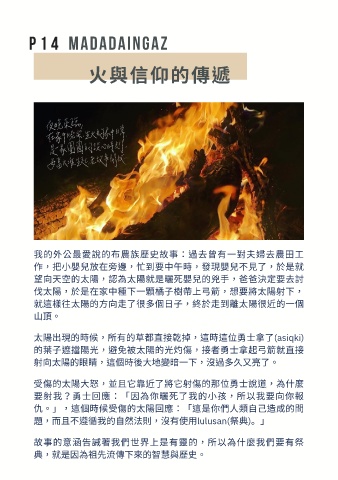 P14 MADADAINGAZ
火與信仰的傳遞
我的外公最愛說的布農族歷史故事：過去曾有一對夫婦去農田工
作，把小嬰兒放在旁邊，忙到要中午時，發現嬰兒不見了，於是就
望向天空的太陽，認為太陽就是曬死嬰兒的兇手，爸爸決定要去討
伐太陽，於是在家中種下一顆橘子樹帶上弓箭，想要將太陽射下，
就這樣往太陽的方向走了很多個日子，終於走到離太陽很近的一個
山頂。
太陽出現的時候，所有的草都直接乾掉，這時這位勇士拿了(asiqki)
的葉子遮擋陽光，避免被太陽的光灼傷，接者勇士拿起弓箭就直接
射向太陽的眼睛，這個時後大地變暗一下，沒過多久又亮了。
受傷的太陽大怒，並且它靠近了將它射傷的那位勇士說道，為什麼
要射我？勇士回應：「因為你曬死了我的小孩，所以我要向你報
仇。」，這個時候受傷的太陽回應：「這是你們人類自己造成的問
題，而且不遵循我的自然法則，沒有使用lulusan(祭典)。」
故事的意涵告誡著我們世界上是有靈的，所以為什麼我們要有祭
典，就是因為祖先流傳下來的智慧與歷史。